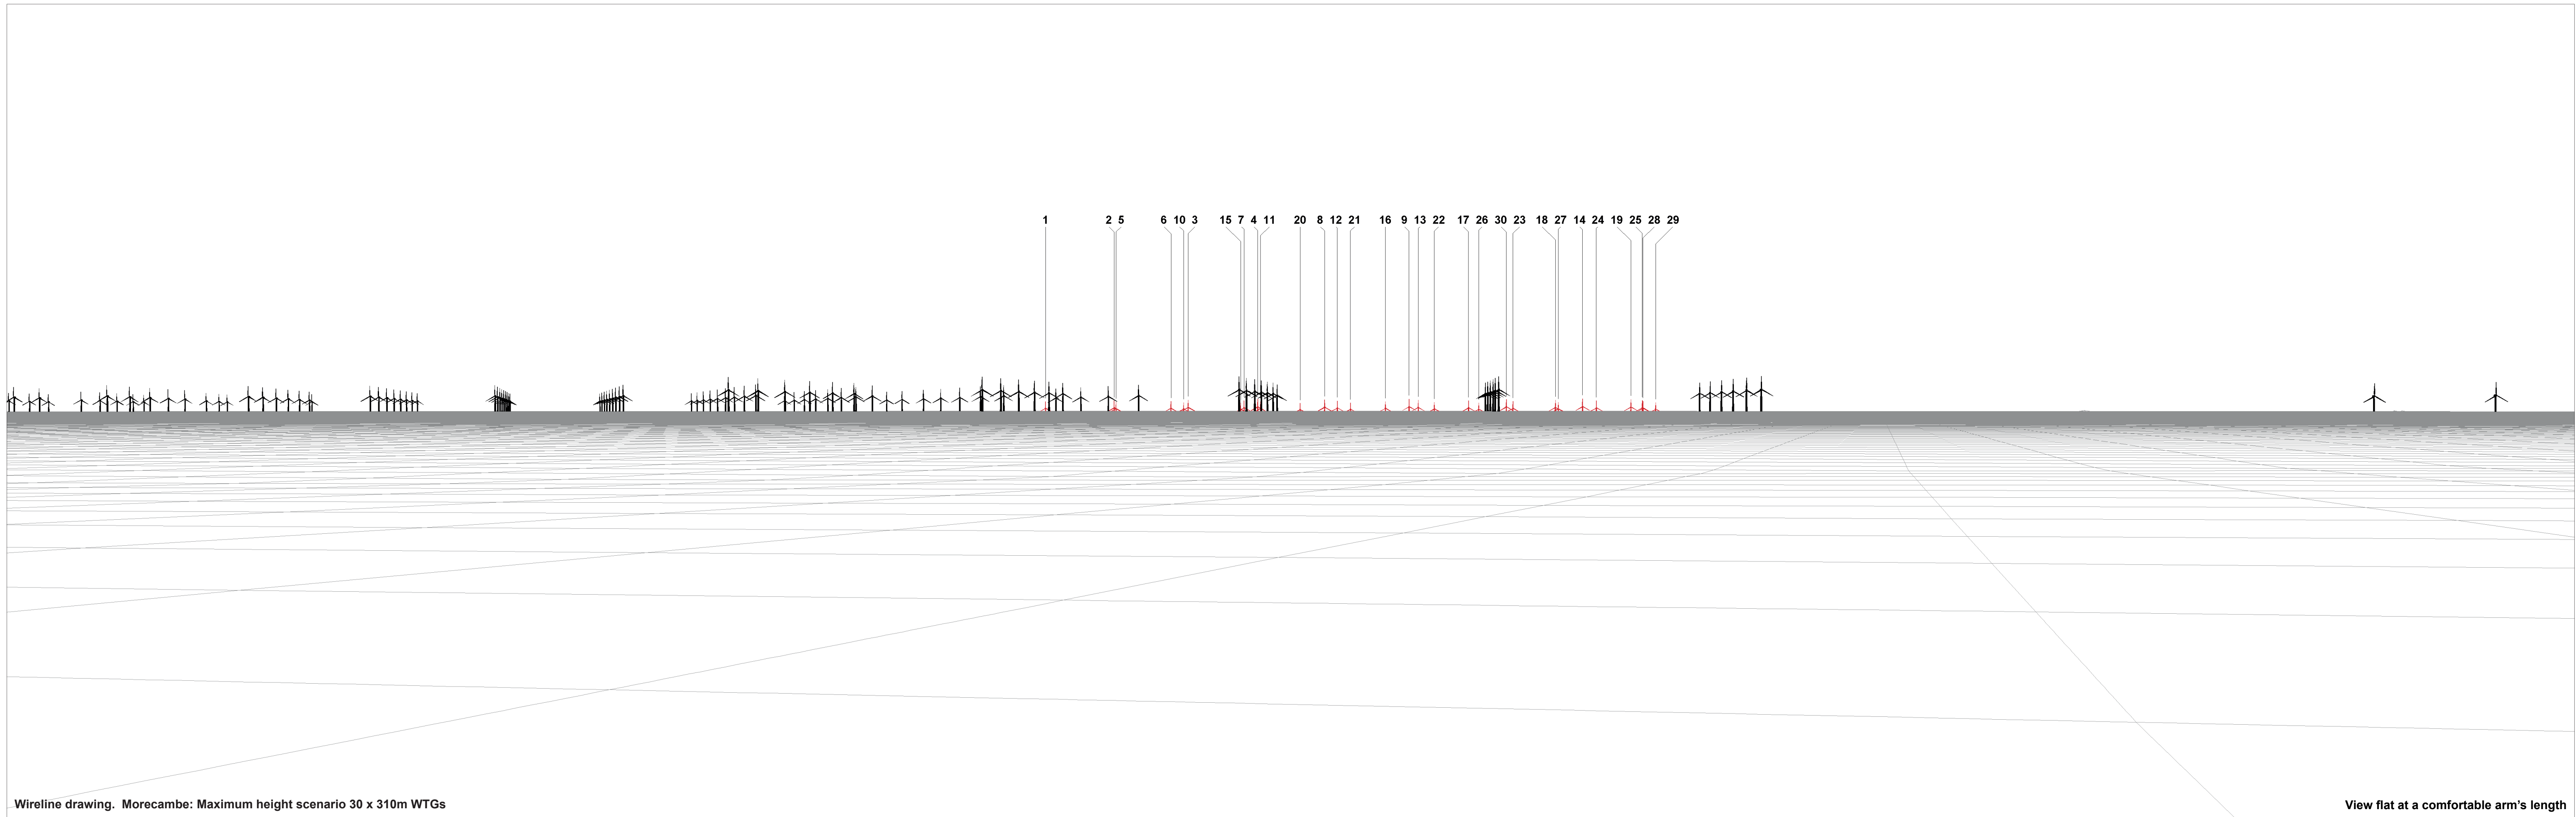 1 2 5 6 10 3 15 7 4 11 20 8 12 21 16 9 13 22 17 26 30 23 18 27 14 24 19 25 28 29
Wireline drawing. Morecambe: Maximum height scenario 30 x 310m WTGs
View flat at a comfortable arm's length